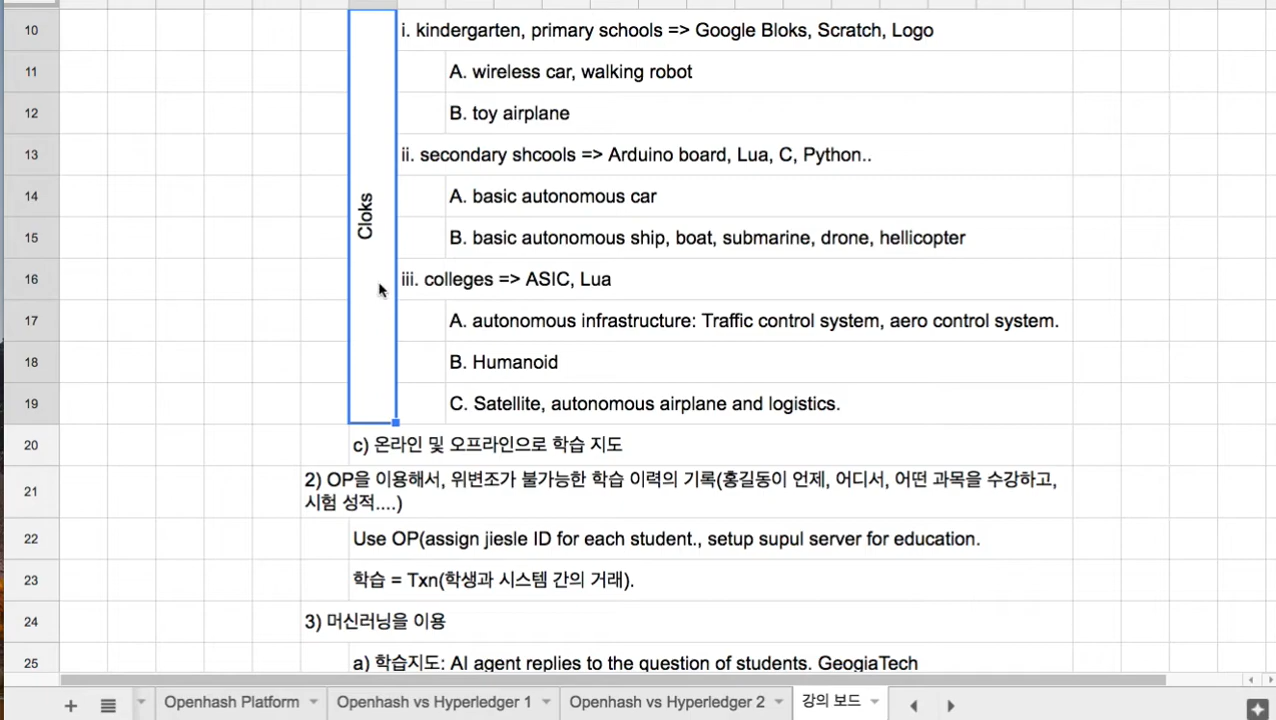 10 i. kindergarten, primary schools => Google Bloks, Scratch, Logo
11 A. wireless car, walking robot
12 B. toy airplane
13 ii. secondary shcools => Arduino board, Lua, C, Python..
14 A. basic autonomous car
Cloks
15 B. basic autonomous ship, boat, submarine, drone, hellicopter
16 iii. colleges => ASIC, Lua
17 A. autonomous infrastructure: Traffic control system, aero control system.
18 B. Humanoid
19 C. Satellite, autonomous airplane and logistics.
20 c) 온라인 및 오프라인으로 학습 지도
21 2) OP을 이용해서, 위변조가 불가능한 학습 이력의 기록(홍길동이 언제, 어디서, 어떤 과목을 수강하고,
시험 성적....)
22 Use OP(assign jiesle ID for each student., setup supul server for education.
23 학습 = Txn(학생과 시스템 간의 거래).
24 3) 머신러닝을 이용
25 a) 학습지도: AI agent replies to the question of students. GeogiaTech
Openhash Platform Openhash vs Hyperledger 1 Openhash vs Hyperledger 2 강의 보드